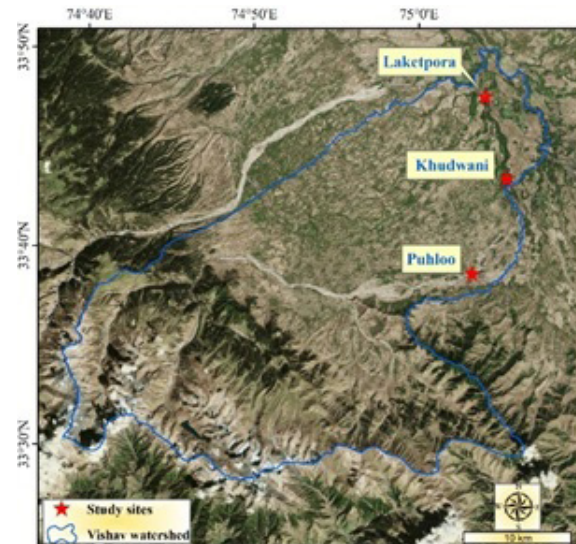 74°40'E
74°50'E
75°0'E
33°50'N
33°40'N
33°30'N
Laketpora
Khudwani
Puhloo
Study sites
Vishav watershed
10 km